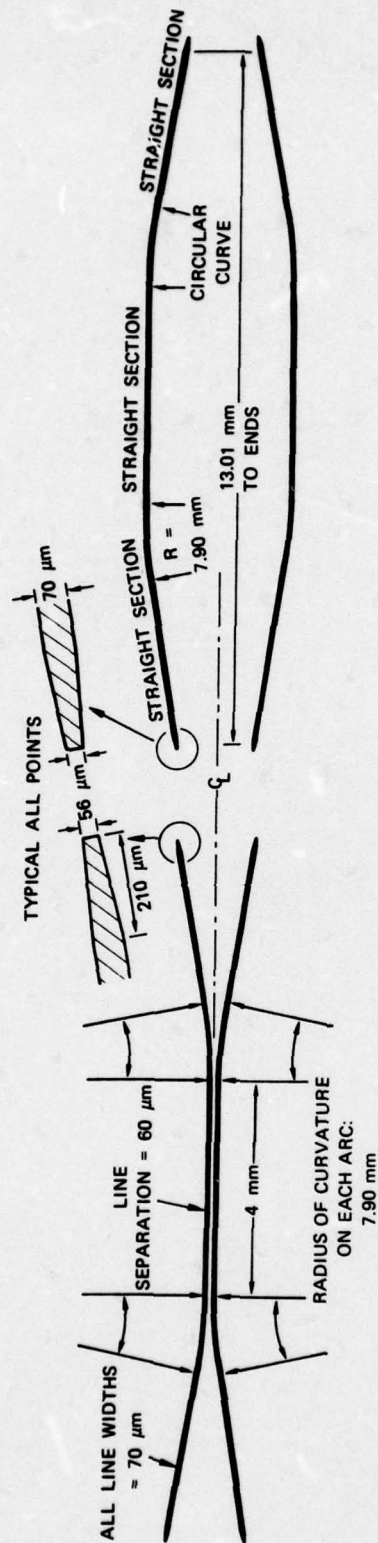 TYPICAL ALL POINTS
56 μm
70 μm
210 μm
ALL LINE WIDTHS
= 70 μm
LINE
SEPARATION = 60 μm
4 mm
RADIUS OF CURVATURE
ON EACH ARC:
7.90 mm
STRAIGHT SECTION
R =
7.90 mm
STRAIGHT SECTION
CIRCULAR
CURVE
STRAIGHT SECTION
13.01 mm
TO ENDS
CL